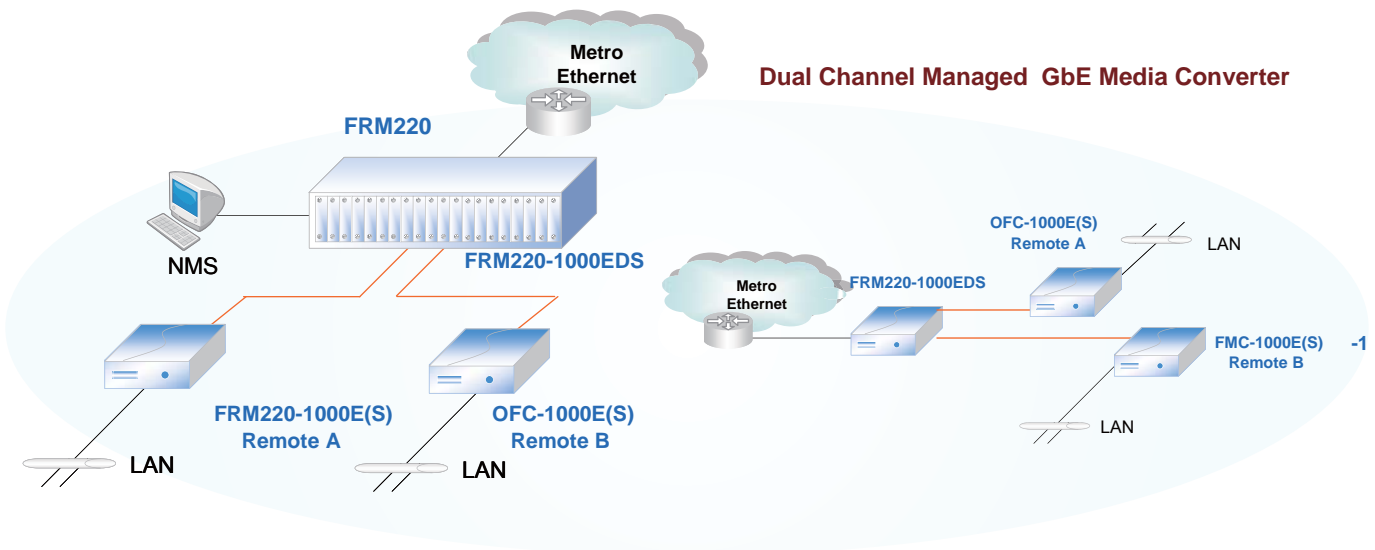 Metro
Ethernet
Dual Channel Managed GbE Media Converter
FRM220
NMS
FRM220-1000EDS
FRM220-1000E(S)
Remote A
LAN
OFC-1000E(S)
Remote B
LAN
Metro
Ethernet
FRM220-1000EDS
OFC-1000E(S)
Remote A
LAN
FMC-1000E(S) -1
Remote B
LAN